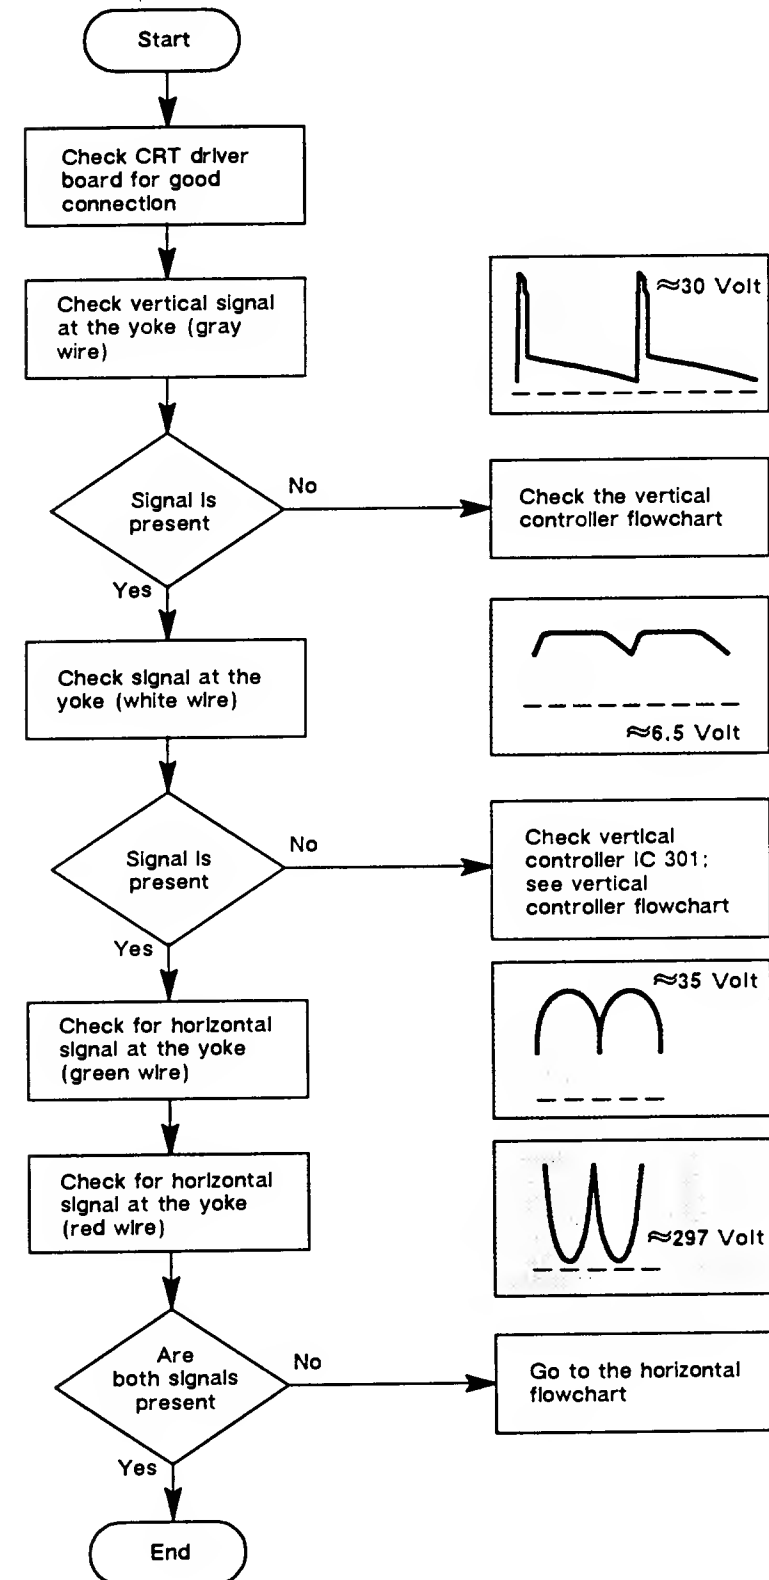 Start
Check CRT driver
board for good
connection
Check vertical signal
at the yoke (gray
wire)
≈30 Volt
Signal is
present
No
Check the vertical
controller flowchart
Yes
Check signal at the
yoke (white wire)
≈6.5 Volt
Signal is
present
No
Check vertical
controller IC 301;
see vertical
controller flowchart
Yes
Check for horizontal
signal at the yoke
(green wire)
≈35 Volt
Check for horizontal
signal at the yoke
(red wire)
≈297 Volt
Are
both signals
present
No
Go to the horizontal
flowchart
Yes
End